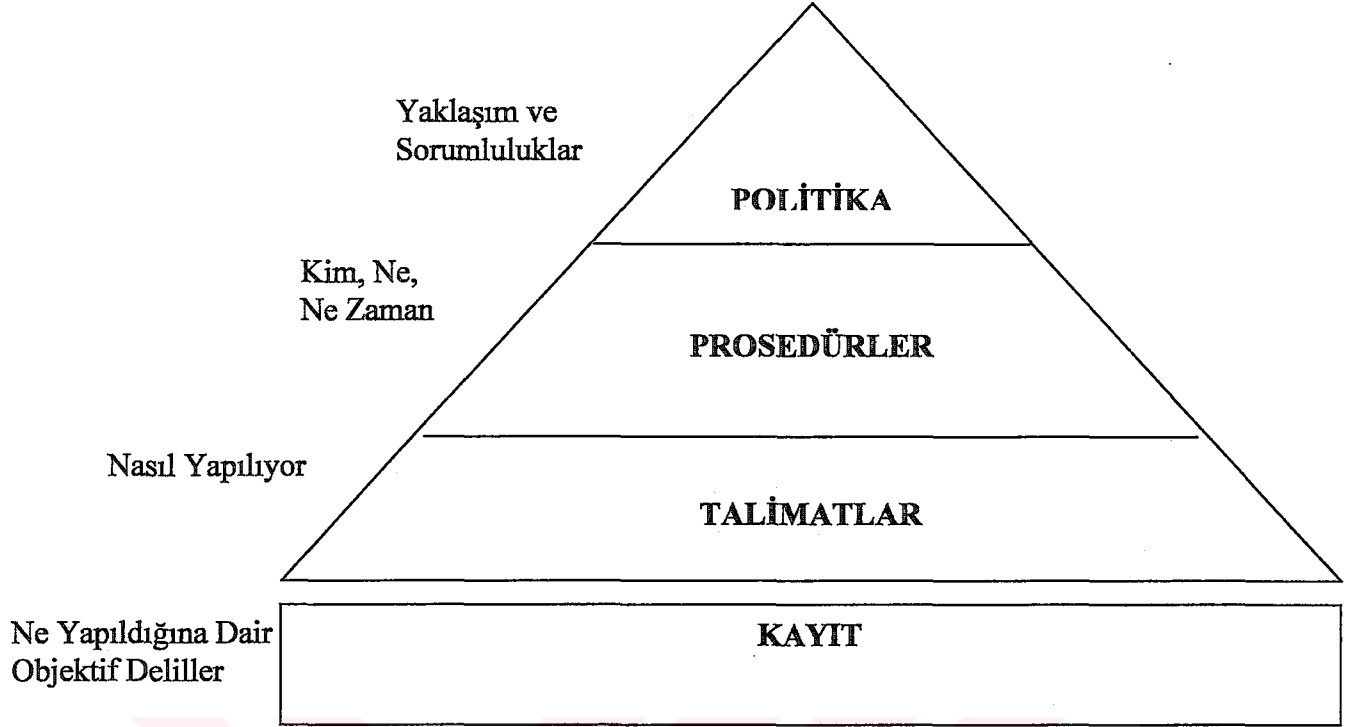 Yaklaşım ve
Sorumluluklar
POLİTİKA
Kim, Ne,
Ne Zaman
PROSEDÜRLER
Nasıl Yapılıyor
TALİMATLAR
Ne Yapıldığına Dair
Objektif Deliller
KAYIT